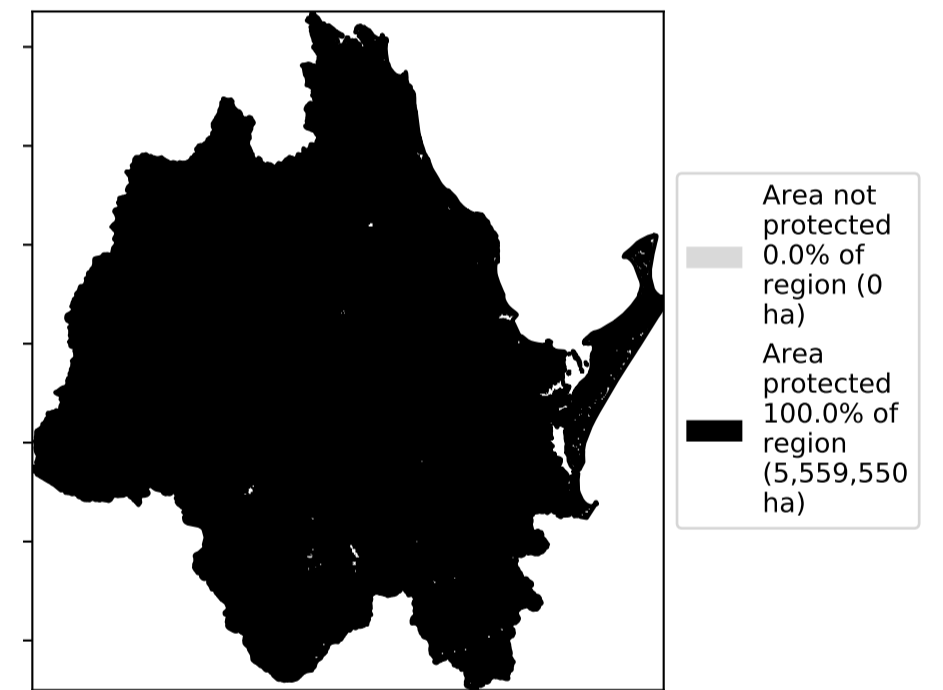 Area not
protected
0.0% of
region (0
ha)
Area
protected
100.0% of
region
(5,559,550
ha)